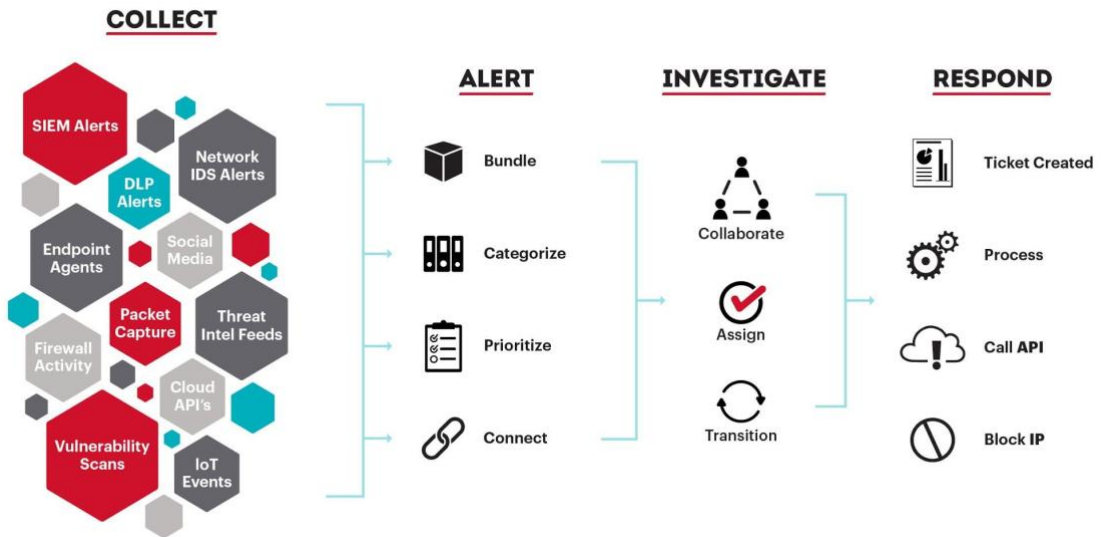 COLLECT
SIEM Alerts
Network
IDS Alerts
DLP
Alerts
Endpoint
Agents
Social
Media
Packet
Capture
Threat
Intel Feeds
Firewall
Activity
Cloud
API's
Vulnerability
Scans
IoT
Events
ALERT
Bundle
Categorize
Prioritize
Connect
INVESTIGATE
Collaborate
Assign
Transition
RESPOND
Ticket Created
Process
Call API
Block IP